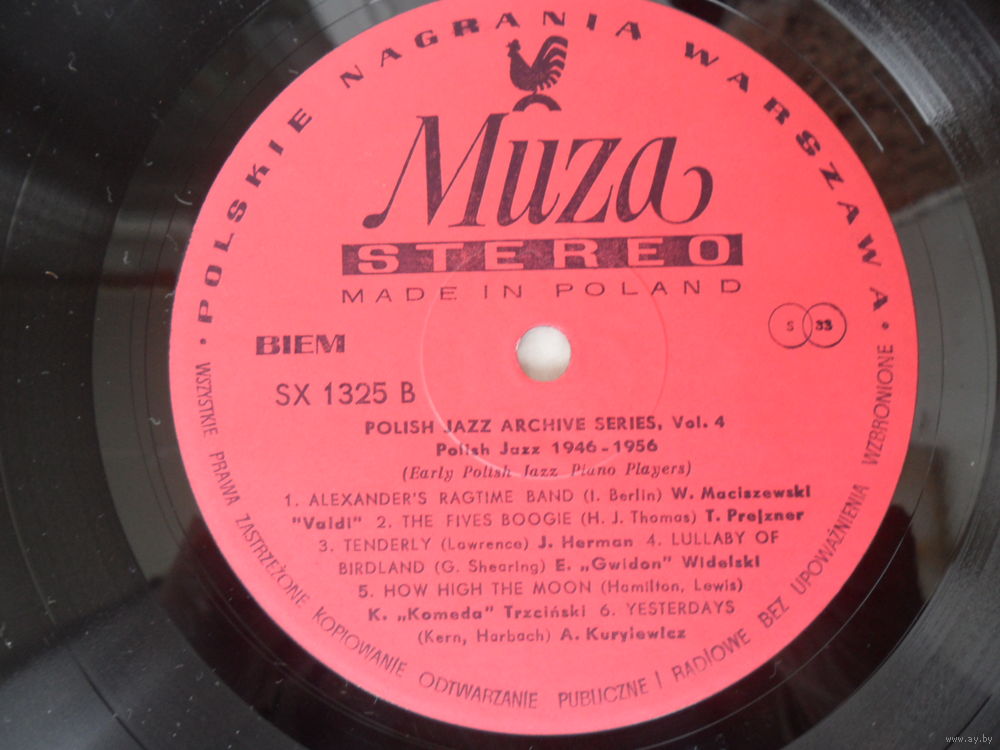 • POLSKIE NAGRANIA WARSZAWA •
Muza
STEREO
MADE IN POLAND
BIEM
S 33
SX 1325 B
POLISH JAZZ ARCHIVE SERIES, Vol. 4
Polish Jazz 1946-1956
(Early Polish Jazz Piano Players)
1. ALEXANDER'S RAGTIME BAND (I. Berlin) W. Maciszewski
"Valdi" 2. THE FIVES BOOGIE (H. J. Thomas) T. Prejzner
3. TENDERLY (Lawrence) J. Herman 4. LULLABY OF
BIRDLAND (G. Shearing) E. „Gwidon" Widelski
5. HOW HIGH THE MOON (Hamilton, Lewis)
K. „Komeda" Trzciński 6. YESTERDAYS
(Kern, Harbach) A. Kurylewicz
WSZYSTKIE PRAWA ZASTRZEŻONE KOPIOWANIE ODTWARZANIE PUBLICZNE I RADIOWE BEZ UPOWAŻNIENIA WZBRONIONE
www.ay.by